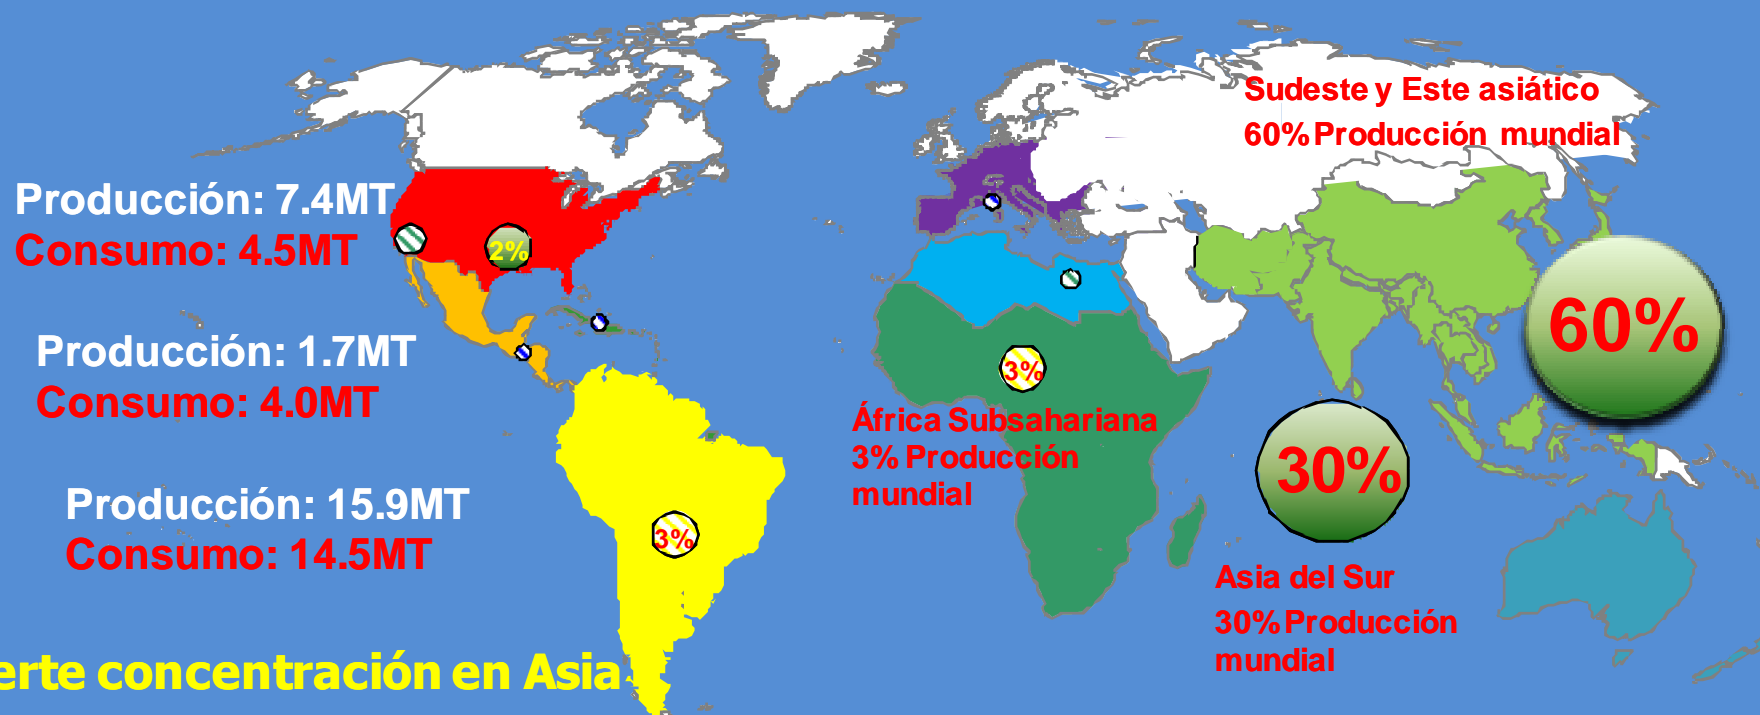 Sudeste y Este asiático
60% Producción mundial
Producción: 7.4MT
Consumo: 4.5MT
2%
60%
Producción: 1.7MT
Consumo: 4.0MT
3%
África Subsahariana
3% Producción
mundial
30%
Producción: 15.9MT
Consumo: 14.5MT
3%
Asia del Sur
30% Producción
mundial
erte concentración en Asia